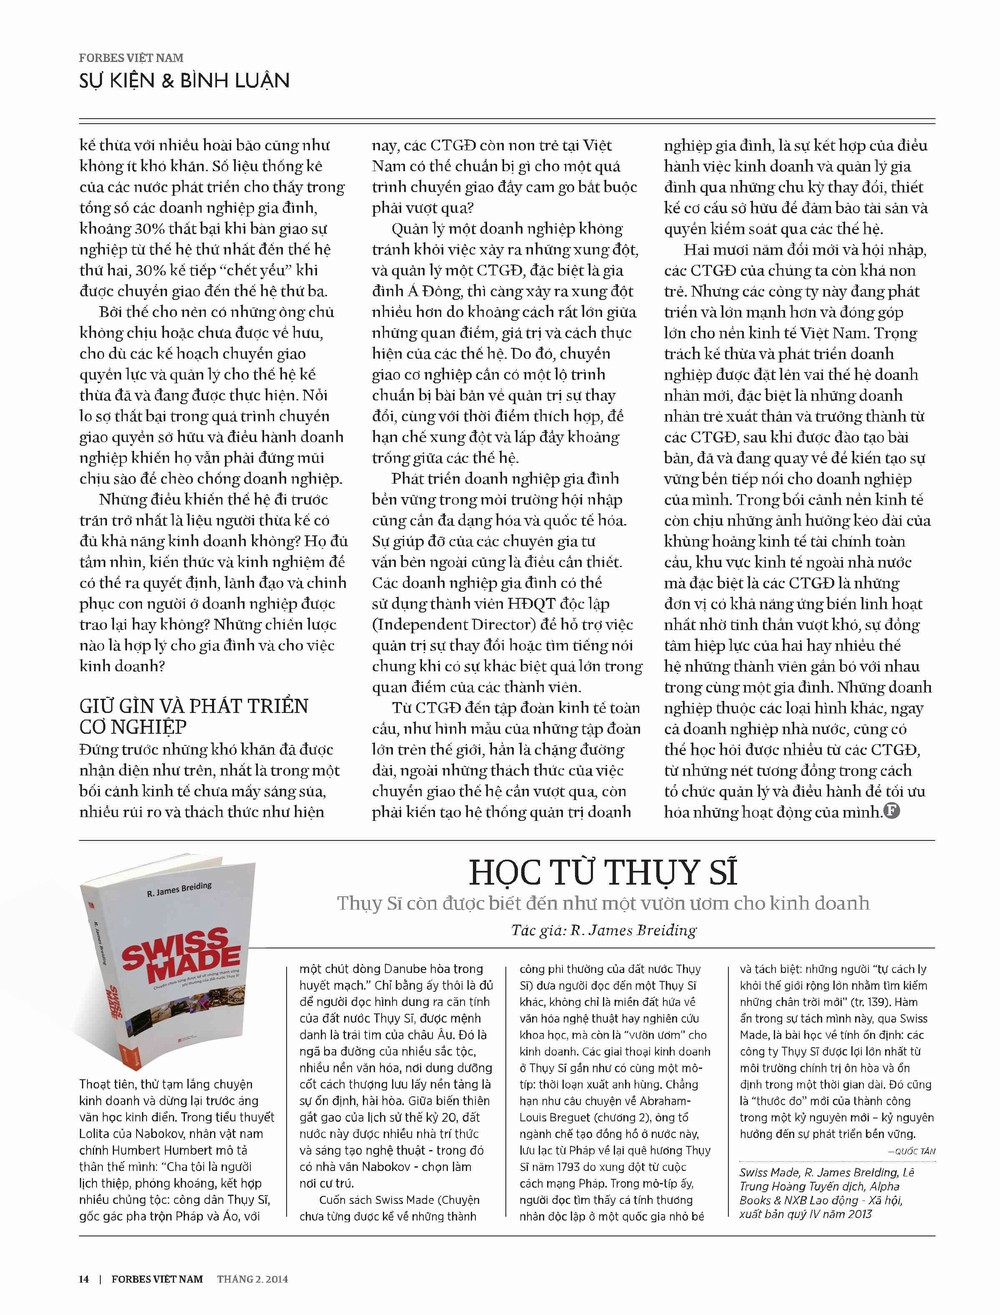 FORBES VIỆT NAM
SỰ KIỆN & BÌNH LUẬN
kế thừa với nhiều hoài bão cũng như
không ít khó khăn. Số liệu thống kê
của các nước phát triển cho thấy trong
tổng số các doanh nghiệp gia đình,
khoảng 30% thất bại khi bàn giao sự
nghiệp từ thế hệ thứ nhất đến thế hệ
thứ hai, 30% kế tiếp “chết yểu” khi
được chuyển giao đến thế hệ thứ ba.
Bởi thế cho nên có những ông chủ
không chịu hoặc chưa được về hưu,
cho dù các kế hoạch chuyển giao
quyền lực và quản lý cho thế hệ kế
thừa đã và đang được thực hiện. Nỗi
lo sợ thất bại trong quá trình chuyển
giao quyền sở hữu và điều hành doanh
nghiệp khiến họ vẫn phải đứng mũi
chịu sào để chèo chống doanh nghiệp.
Những điều khiến thế hệ đi trước
trăn trở nhất là liệu người thừa kế có
đủ khả năng kinh doanh không? Họ đủ
tầm nhìn, kiến thức và kinh nghiệm để
có thể ra quyết định, lãnh đạo và chinh
phục con người ở doanh nghiệp được
trao lại hay không? Những chiến lược
nào là hợp lý cho gia đình và cho việc
kinh doanh?
GIỮ GÌN VÀ PHÁT TRIỂN
CƠ NGHIỆP
Đứng trước những khó khăn đã được
nhận diện như trên, nhất là trong một
bối cảnh kinh tế chưa mấy sáng sủa,
nhiều rủi ro và thách thức như hiện
nay, các CTGĐ còn non trẻ tại Việt
Nam có thể chuẩn bị gì cho một quá
trình chuyển giao đầy cam go bắt buộc
phải vượt qua?
Quản lý một doanh nghiệp không
tránh khỏi việc xảy ra những xung đột,
và quản lý một CTGĐ, đặc biệt là gia
đình Á Đông, thì càng xảy ra xung đột
nhiều hơn do khoảng cách rất lớn giữa
những quan điểm, giá trị và cách thực
hiện của các thế hệ. Do đó, chuyển
giao cơ nghiệp cần có một lộ trình
chuẩn bị bài bản về quản trị sự thay
đổi, cùng với thời điểm thích hợp, để
hạn chế xung đột và lấp đầy khoảng
trống giữa các thế hệ.
Phát triển doanh nghiệp gia đình
bền vững trong môi trường hội nhập
cũng cần đa dạng hóa và quốc tế hóa.
Sự giúp đỡ của các chuyên gia tư
vấn bên ngoài cũng là điều cần thiết.
Các doanh nghiệp gia đình có thể
sử dụng thành viên HĐQT độc lập
(Independent Director) để hỗ trợ việc
quản trị sự thay đổi hoặc tìm tiếng nói
chung khi có sự khác biệt quá lớn trong
quan điểm của các thành viên.
Từ CTGĐ đến tập đoàn kinh tế toàn
cầu, như hình mẫu của những tập đoàn
lớn trên thế giới, hẳn là chặng đường
dài, ngoài những thách thức của việc
chuyển giao thế hệ cần vượt qua, còn
phải kiến tạo hệ thống quản trị doanh
nghiệp gia đình, là sự kết hợp của điều
hành việc kinh doanh và quản lý gia
đình qua những chu kỳ thay đổi, thiết
kế cơ cấu sở hữu để đảm bảo tài sản và
quyền kiểm soát qua các thế hệ.
Hai mươi năm đổi mới và hội nhập,
các CTGĐ của chúng ta còn khá non
trẻ. Nhưng các công ty này đang phát
triển và lớn mạnh hơn và đóng góp
lớn cho nền kinh tế Việt Nam. Trọng
trách kế thừa và phát triển doanh
nghiệp được đặt lên vai thế hệ doanh
nhân mới, đặc biệt là những doanh
nhân trẻ xuất thân và trưởng thành từ
các CTGĐ, sau khi được đào tạo bài
bản, đã và đang quay về để kiến tạo sự
vững bền tiếp nối cho doanh nghiệp
của mình. Trong bối cảnh nền kinh tế
còn chịu những ảnh hưởng kéo dài của
khủng hoảng kinh tế tài chính toàn
cầu, khu vực kinh tế ngoài nhà nước
mà đặc biệt là các CTGĐ là những
đơn vị có khả năng ứng biến linh hoạt
nhất nhờ tinh thần vượt khó, sự đồng
tâm hiệp lực của hai hay nhiều thế
hệ những thành viên gắn bó với nhau
trong cùng một gia đình. Những doanh
nghiệp thuộc các loại hình khác, ngay
cả doanh nghiệp nhà nước, cũng có
thể học hỏi được nhiều từ các CTGĐ,
từ những nét tương đồng trong cách
tổ chức quản lý và điều hành để tối ưu
hóa những hoạt động của mình. F
HỌC TỪ THỤY SĨ
Thụy Sĩ còn được biết đến như một vườn ươm cho kinh doanh
Tác giả: R. James Breiding
R. James Breiding
SWISS
MADE
R. James Breiding
SWISS
MADE
Thoạt tiên, thử tạm lắng chuyện
kinh doanh và dừng lại trước áng
văn học kinh điển. Trong tiểu thuyết
Lolita của Nabokov, nhân vật nam
chính Humbert Humbert mô tả
thân thế mình: “Cha tôi là người
lịch thiệp, phóng khoáng, kết hợp
nhiều chủng tộc: công dân Thụy Sĩ,
gốc gác pha trộn Pháp và Áo, với
một chút dòng Danube hòa trong
huyết mạch.” Chỉ bằng ấy thôi là đủ
để người đọc hình dung ra căn tính
của đất nước Thụy Sĩ, được mệnh
danh là trái tim của châu Âu. Đó là
ngã ba đường của nhiều sắc tộc,
nhiều nền văn hóa, nơi dung dưỡng
cốt cách thượng lưu lấy nền tảng là
sự ổn định, hài hòa. Giữa biến thiên
gắt gao của lịch sử thế kỷ 20, đất
nước này được nhiều nhà trí thức
và sáng tạo nghệ thuật - trong đó
có nhà văn Nabokov - chọn làm
nơi cư trú.
Cuốn sách Swiss Made (Chuyện
chưa từng được kể về những thành
công phi thường của đất nước Thụy
Sĩ) đưa người đọc đến một Thụy Sĩ
khác, không chỉ là miền đất hứa về
văn hóa nghệ thuật hay nghiên cứu
khoa học, mà còn là “vườn ươm” cho
kinh doanh. Các giai thoại kinh doanh
ở Thụy Sĩ gần như có cùng một mô-
típ: thời loạn xuất anh hùng. Chẳng
hạn như câu chuyện về Abraham-
Louis Breguet (chương 2), ông tổ
ngành chế tạo đồng hồ ở nước này,
lưu lạc từ Pháp về lại quê hương Thụy
Sĩ năm 1793 do xung đột từ cuộc
cách mạng Pháp. Trong mô-típ ấy,
người đọc tìm thấy cá tính thương
nhân độc lập ở một quốc gia nhỏ bé
và tách biệt: những người “tự cách ly
khỏi thế giới rộng lớn nhằm tìm kiếm
những chân trời mới” (tr. 139). Hàm
ẩn trong sự tách mình này, qua Swiss
Made, là bài học về tính ổn định: các
công ty Thụy Sĩ được lợi lớn nhất từ
môi trường chính trị ôn hòa và ổn
định trong một thời gian dài. Đó cũng
là “thước đo” mới của thành công
trong một kỷ nguyên mới – kỷ nguyên
hướng đến sự phát triển bền vững.
—QUỐC TÂN
Swiss Made, R. James Breiding, Lê
Trung Hoàng Tuyến dịch, Alpha
Books & NXB Lao động - Xã hội,
xuất bản quý IV năm 2013
14 | FORBES VIỆT NAM THÁNG 2. 2014